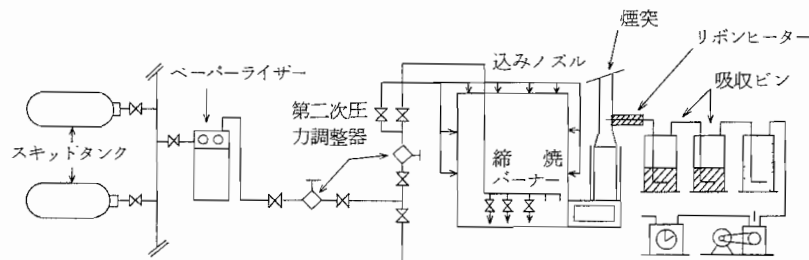 煙突
リボンヒーター
込みノズル
吸収ビン
ベーパーライザー
第二次圧
力調整器
スキッドタンク
締焼
バーナー